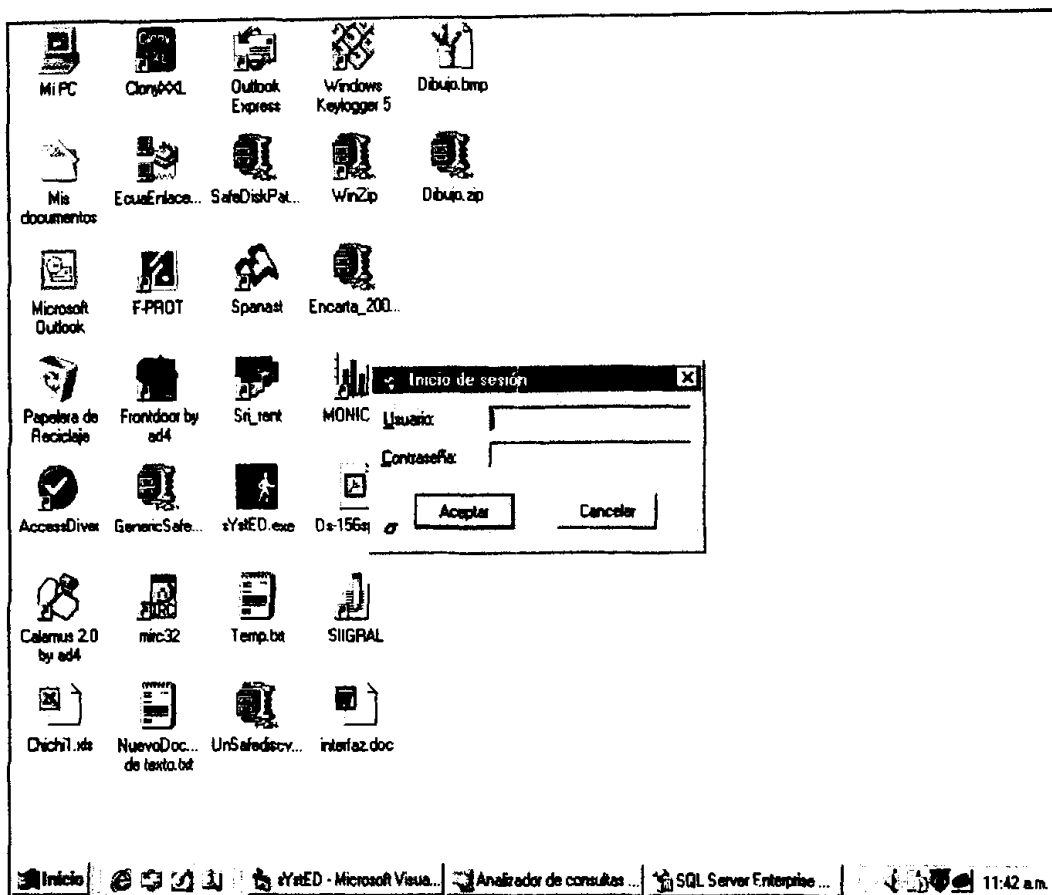 Mi PC
ClonyXXL
Outlook
Express
Windows
Keylogger 5
Dibujo.bmp
Mis
documentos
EcuaEnlace...
SafeDiskPat...
WinZip
Dibujo.zip
Microsoft
Outlook
F-PROT
Spanast
Encarta_200...
Papelera de
Reciclaje
Frontdoor by
ad4
Sri_rent
MONIC
Inicio de sesión
Usuario:
Contraseña:
Aceptar
Cancelar
AccessDiver
GenericSafe...
sYstED.exe
Ds-156s
Calamus 2.0
by ad4
mirc32
Temp.txt
SIIGRAL
Chichi1.xls
NuevoDoc...
de texto.txt
UnSafediscv...
interfaz.doc
Inicio
sYstED - Microsoft Visua...
Analizador de consultas ...
SQL Server Enterprise ...
11:42 a.m.